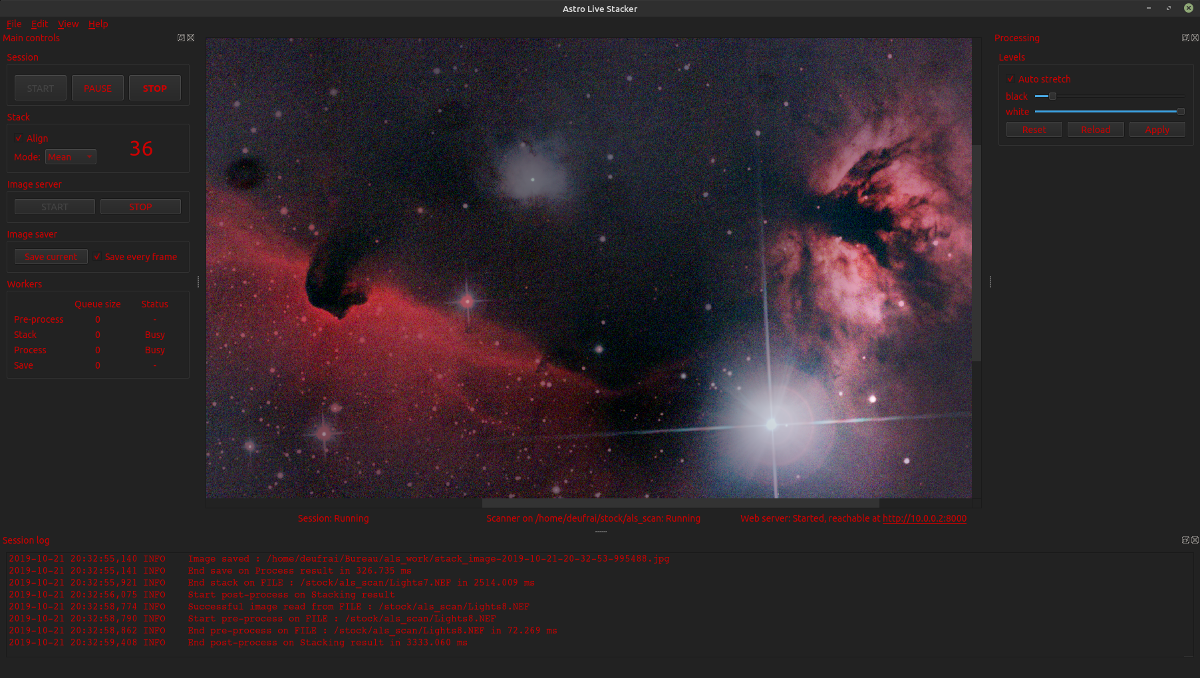 Astro Live Stacker
File Edit View Help
Main controls
Session
START PAUSE STOP
Stack
Align
Mode: Mean
36
Image server
START STOP
Image saver
Save current Save every frame
Workers
Queue size Status
Pre-process 0 -
Stack 0 Busy
Process 0 Busy
Save 0 -
Processing
Levels
Auto stretch
black
white
Reset Reload Apply
Session: Running Scanner on /home/deufrai/stock/als_scan: Running Web server: Started, reachable at http://10.0.0.2:8000
Session log
2019-10-21 20:32:55,140 INFO Image saved : /home/deufrai/Bureau/als_work/stack_image-2019-10-21-20-32-53-995488.jpg
2019-10-21 20:32:55,141 INFO End save on Process result in 326.735 ms
2019-10-21 20:32:55,921 INFO End stack on FILE : /stock/als_scan/Lights7.NEF in 2514.009 ms
2019-10-21 20:32:56,075 INFO Start post-process on Stacking result
2019-10-21 20:32:58,774 INFO Successful image read from FILE : /stock/als_scan/Lights8.NEF
2019-10-21 20:32:58,790 INFO Start pre-process on FILE : /stock/als_scan/Lights8.NEF
2019-10-21 20:32:58,862 INFO End pre-process on FILE : /stock/als_scan/Lights8.NEF in 72.265 ms
2019-10-21 20:32:59,408 INFO End post-process on Stacking result in 3333.060 ms